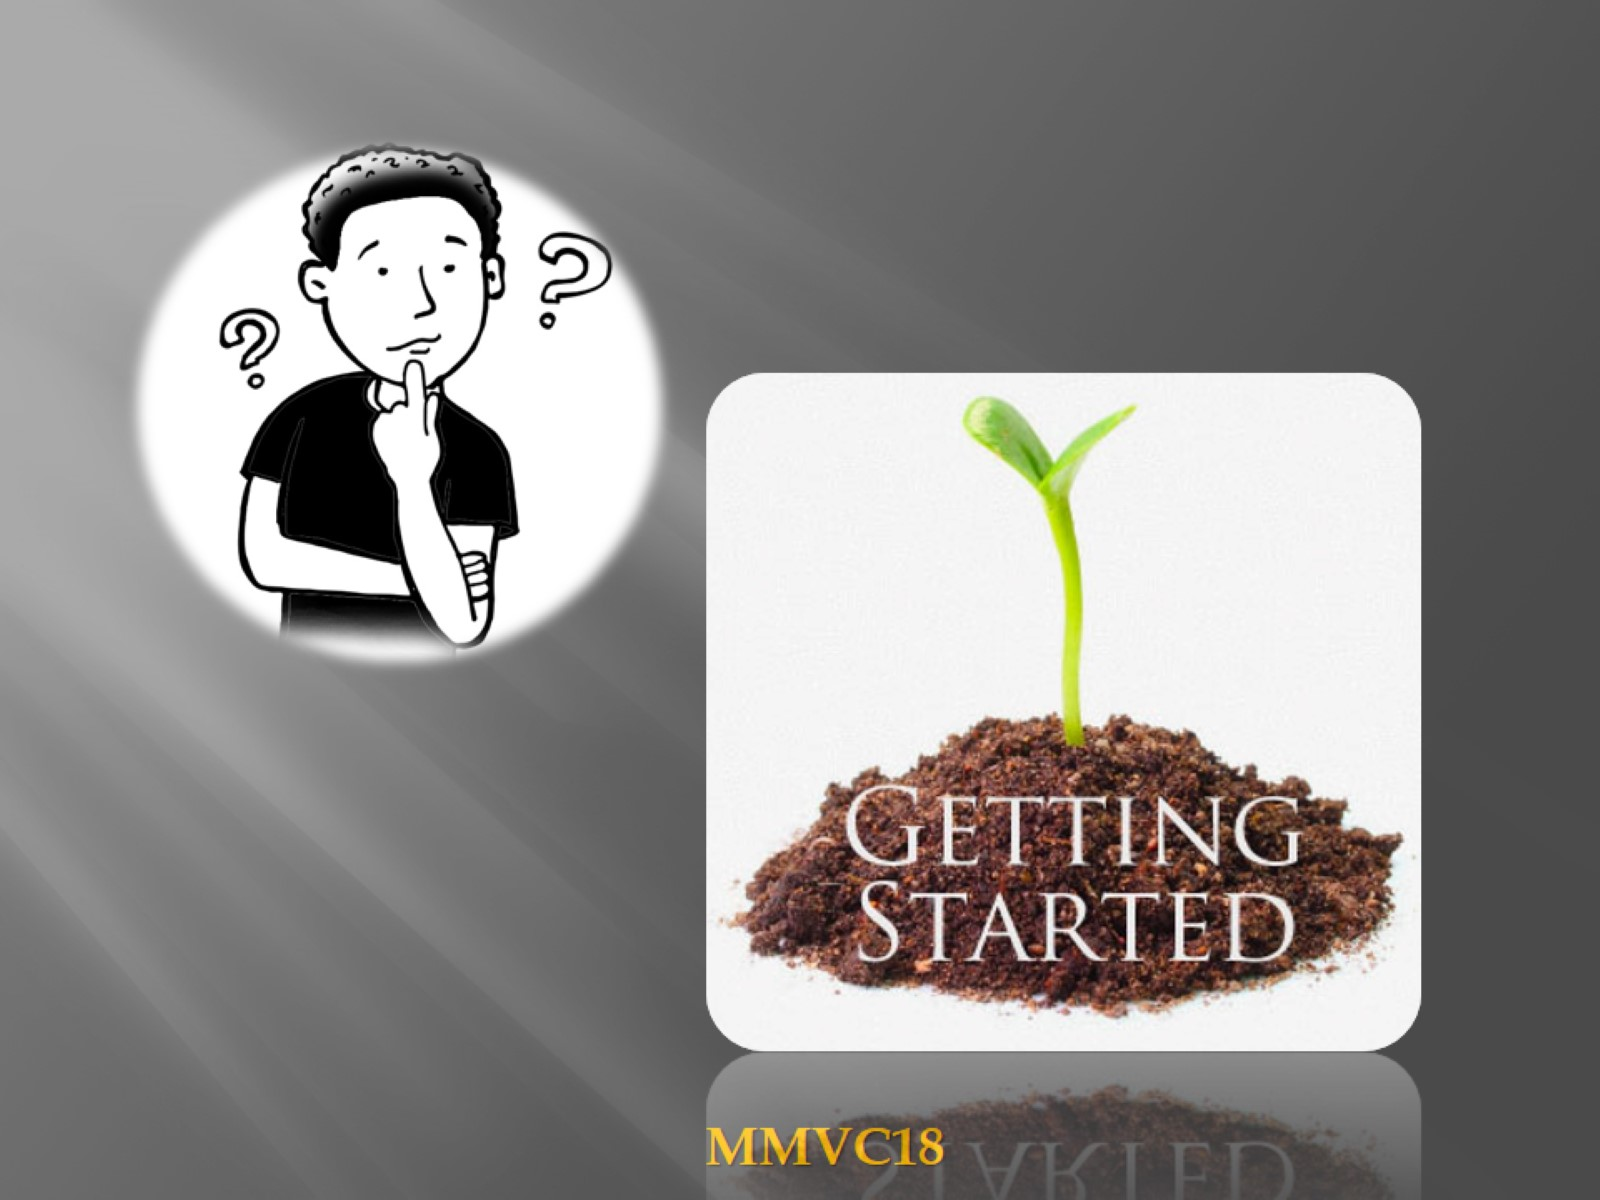 ?
?
GETTING
STARTED
MMVC18